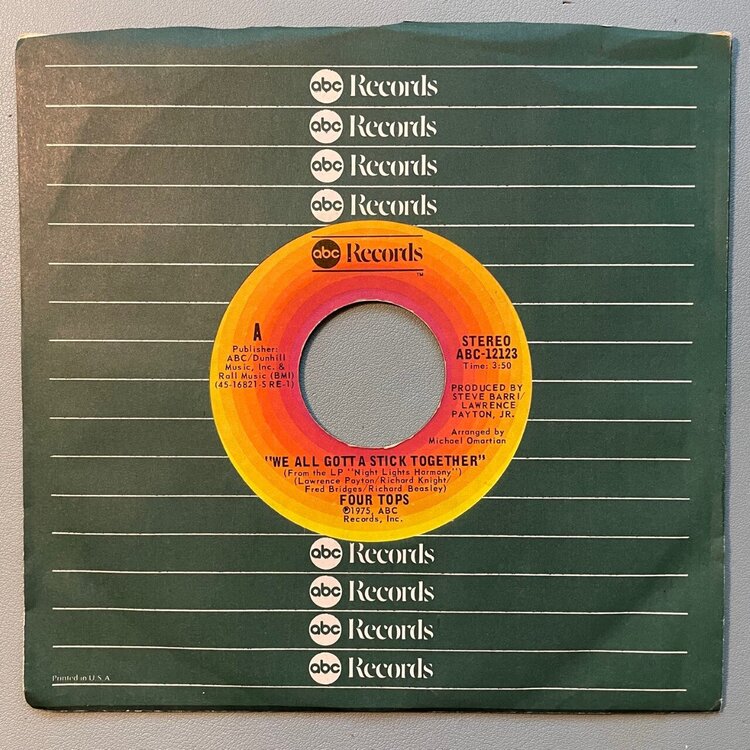 abc Records
abc Records
abc Records
abc Records
abc Records
™
A
Publisher:
ABC/Dunhill
Music, Inc. &
Rall Music (BMI)
(45-16821-S RE-1)
STEREO
ABC-12123
Time: 3:50
PRODUCED BY
STEVE BARRI/
LAWRENCE
PAYTON, JR.
Arranged by
Michael Omartian
"WE ALL GOTTA STICK TOGETHER"
(From the LP "Night Lights Harmony")
(Lawrence Payton/Richard Knight/
Fred Bridges/Richard Beasley)
FOUR TOPS
℗1975, ABC
Records, Inc.
abc Records
abc Records
abc Records
abc Records
Printed in U.S.A.